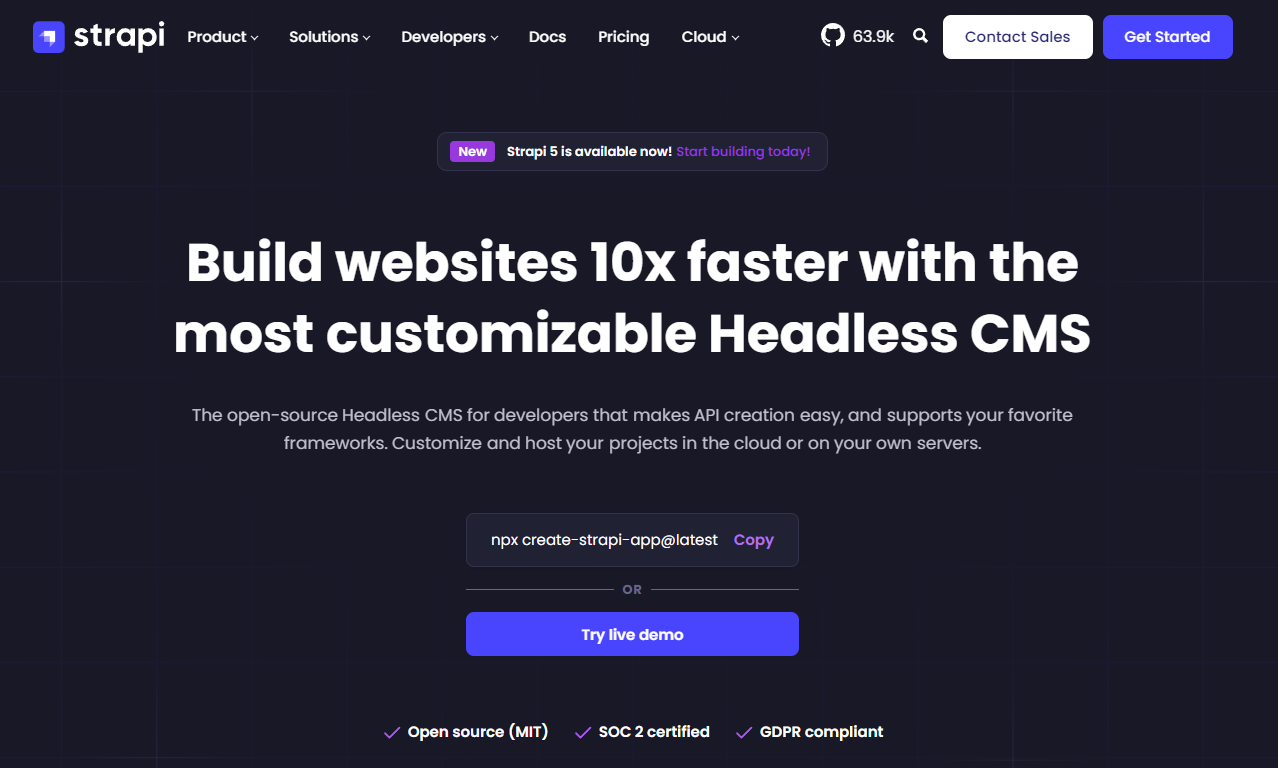 strapi Product Solutions Developers Docs Pricing Cloud 63.9k Contact Sales Get Started
New Strapi 5 is available now! Start building today!
Build websites 10x faster with the
most customizable Headless CMS
The open-source Headless CMS for developers that makes API creation easy, and supports your favorite
frameworks. Customize and host your projects in the cloud or on your own servers.
npx create-strapi-app@latest Copy
OR
Try live demo
Open source (MIT) SOC 2 certified GDPR compliant